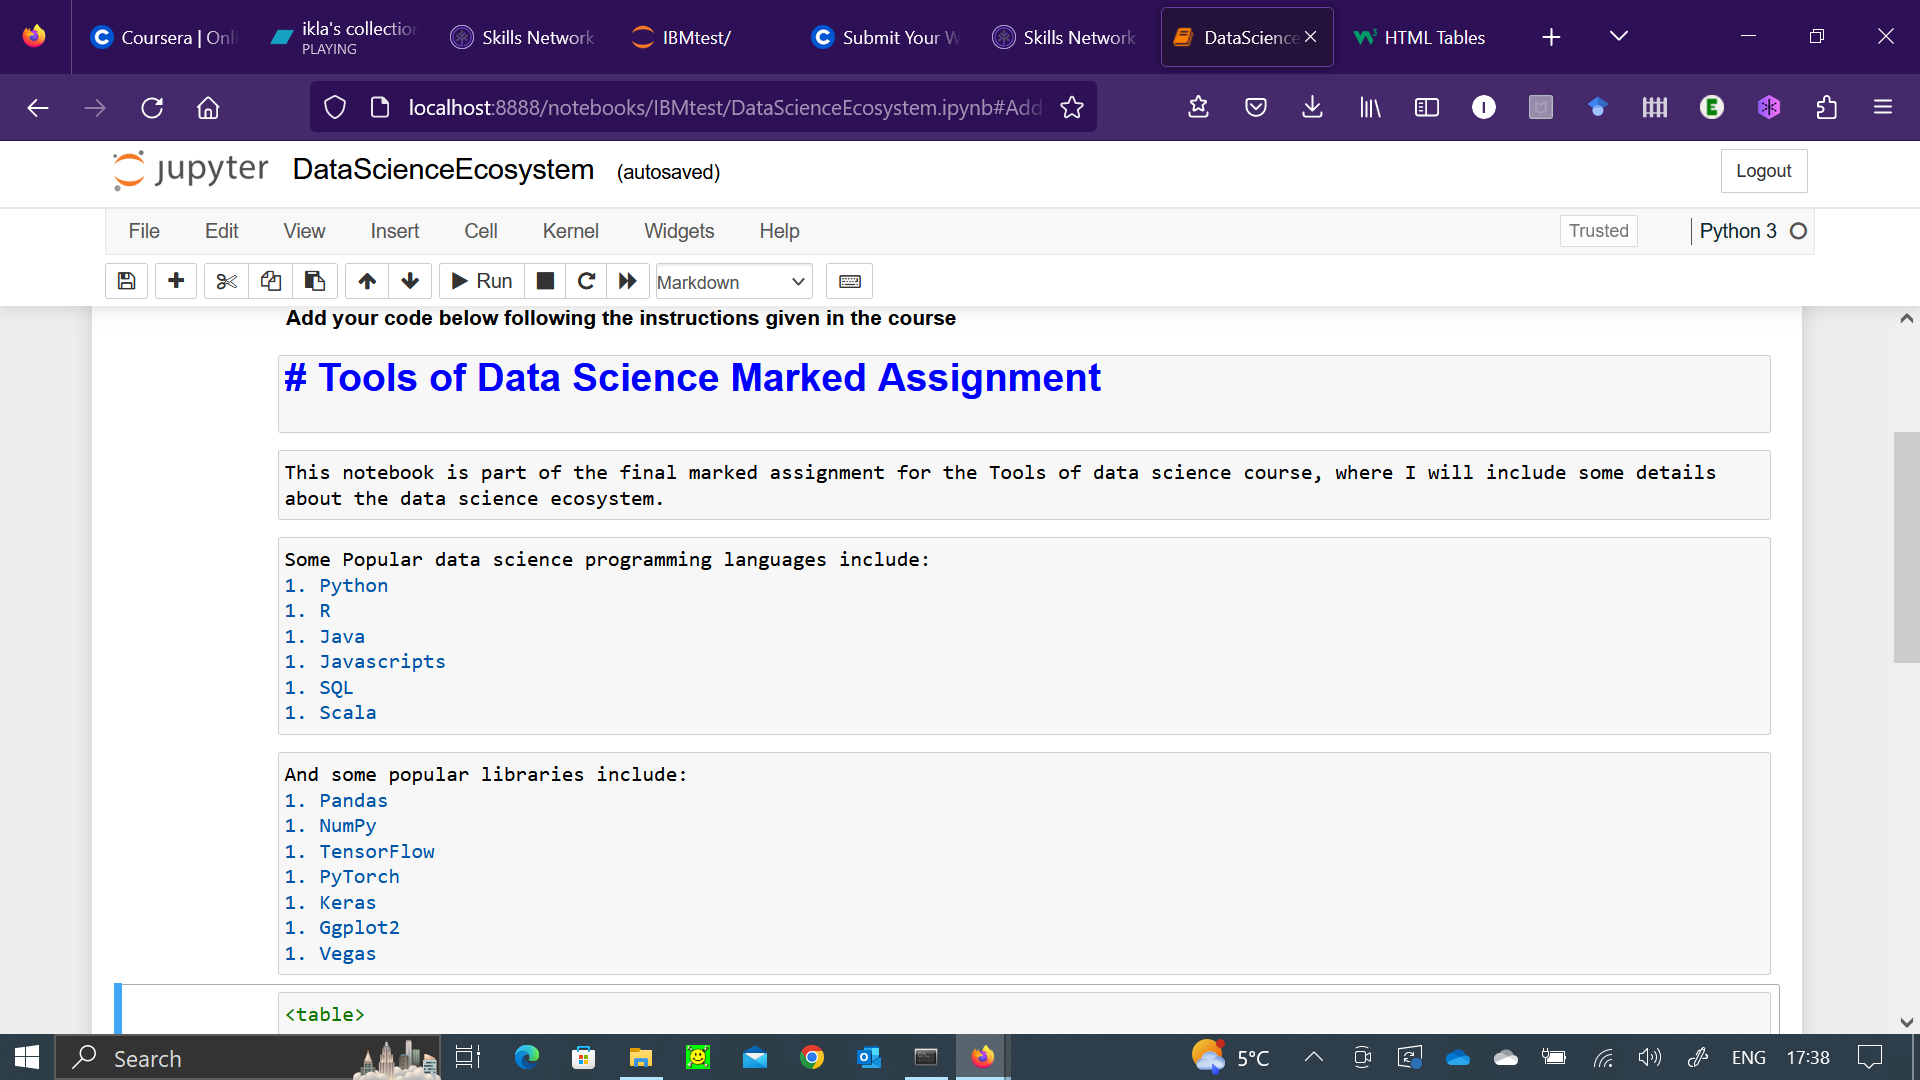 Coursera | Onli
ikla's collection
PLAYING
Skills Network
IBMtest/
Submit Your W
Skills Network
DataScience
HTML Tables
localhost:8888/notebooks/IBMtest/DataScienceEcosystem.ipynb#Add
jupyter DataScienceEcosystem (autosaved)
Logout
File Edit View Insert Cell Kernel Widgets Help
Trusted
Python 3
Run
Markdown
Add your code below following the instructions given in the course
# Tools of Data Science Marked Assignment
This notebook is part of the final marked assignment for the Tools of data science course, where I will include some details
about the data science ecosystem.
Some Popular data science programming languages include:
1. Python
1. R
1. Java
1. Javascripts
1. SQL
1. Scala
And some popular libraries include:
1. Pandas
1. NumPy
1. TensorFlow
1. PyTorch
1. Keras
1. Ggplot2
1. Vegas
<table>
Search
5°C
ENG
17:38